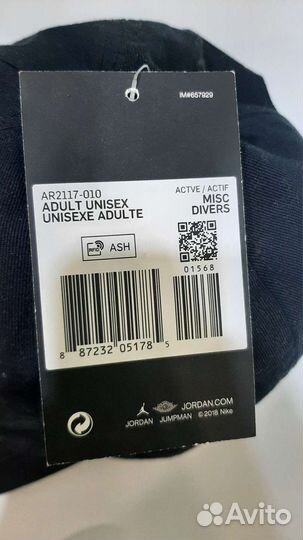 IM#657929
AR2117-010
ADULT UNISEX
UNISEXE ADULTE
ACTVE / ACTIF
MISC
DIVERS
RFID
ASH
01568
8 87232 05178 5
JORDAN JUMPMAN
JORDAN.COM
© 2018 Nike
Avito